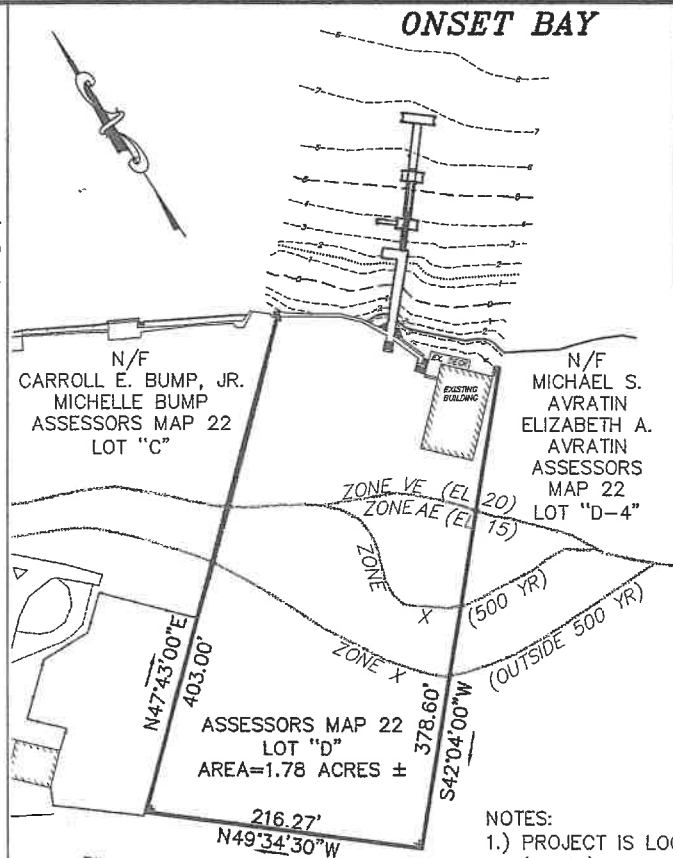 ONSET BAY
N/F
CARROLL E. BUMP, JR.
MICHELLE BUMP
ASSESSORS MAP 22
LOT "C"
EX. DECK
EXISTING
BUILDING
N/F
MICHAEL S.
AVRATIN
ELIZABETH A.
AVRATIN
ASSESSORS
MAP 22
LOT "D-4"
ZONE VE (EL 20)
ZONE AE (EL 15)
ZONE X (500 YR)
ZONE X (OUTSIDE 500 YR)
N47°43'00"E
403.00'
ASSESSORS MAP 22
LOT "D"
AREA=1.78 ACRES ±
378.60'
S42°04'00"W
216.27'
N49°34'30"W
NOTES:
1.) PROJECT IS LOC